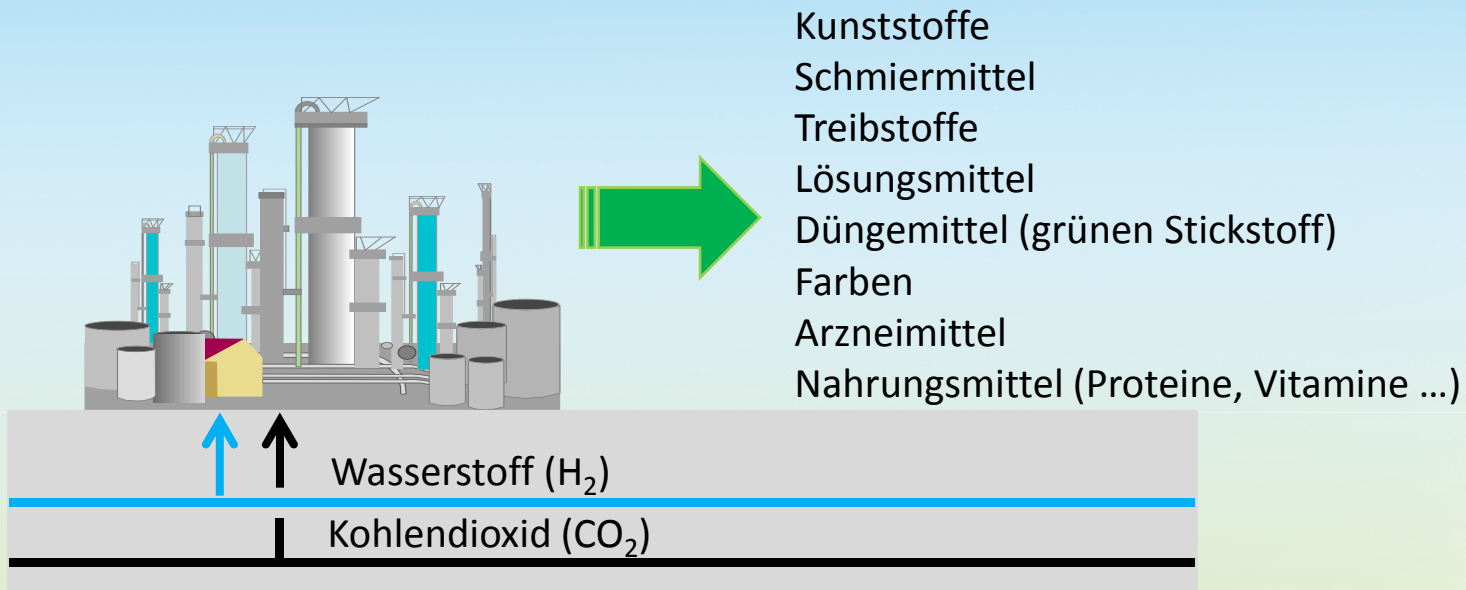 Kunststoffe
Schmiermittel
Treibstoffe
Lösungsmittel
Düngemittel (grünen Stickstoff)
Farben
Arzneimittel
Nahrungsmittel (Proteine, Vitamine …)
Wasserstoff (H₂)
Kohlendioxid (CO₂)